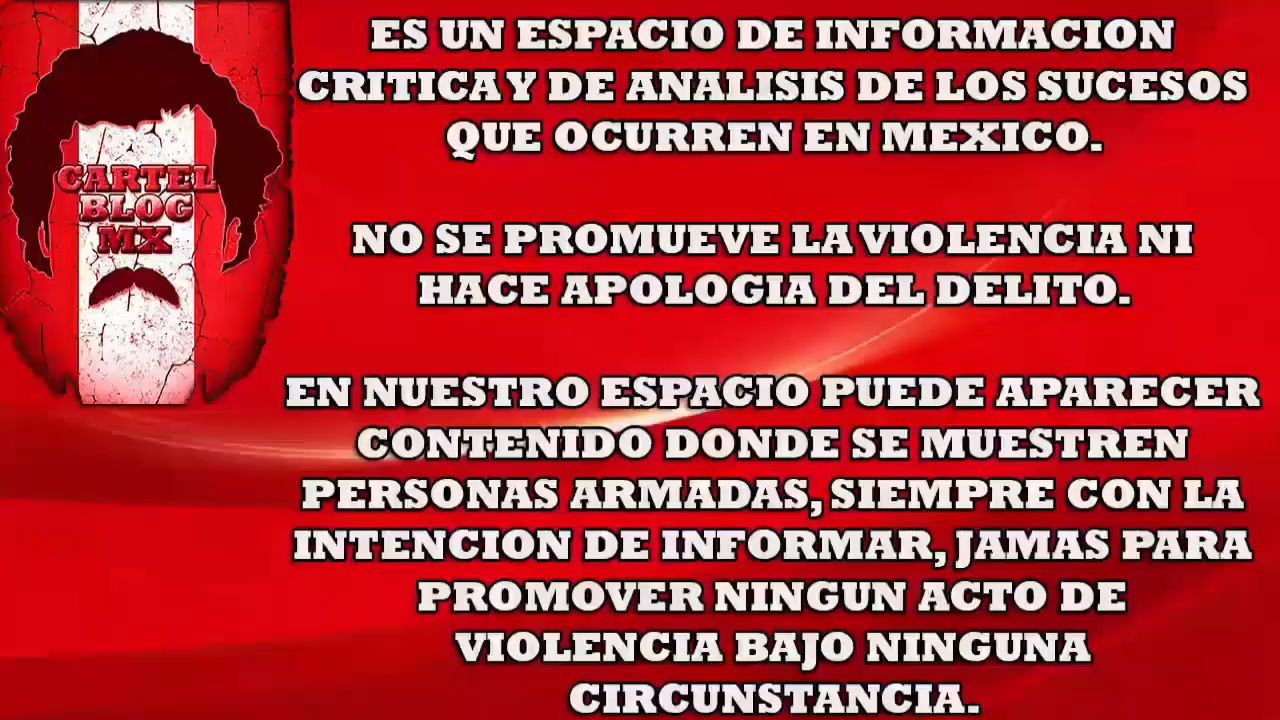 CARTEL
BLOG
MX
ES UN ESPACIO DE INFORMACION
CRITICA Y DE ANALISIS DE LOS SUCESOS
QUE OCURREN EN MEXICO.
NO SE PROMUEVE LA VIOLENCIA NI
HACE APOLOGIA DEL DELITO.
EN NUESTRO ESPACIO PUEDE APARECER
CONTENIDO DONDE SE MUESTREN
PERSONAS ARMADAS, SIEMPRE CON LA
INTENCION DE INFORMAR, JAMAS PARA
PROMOVER NINGUN ACTO DE
VIOLENCIA BAJO NINGUNA
CIRCUNSTANCIA.